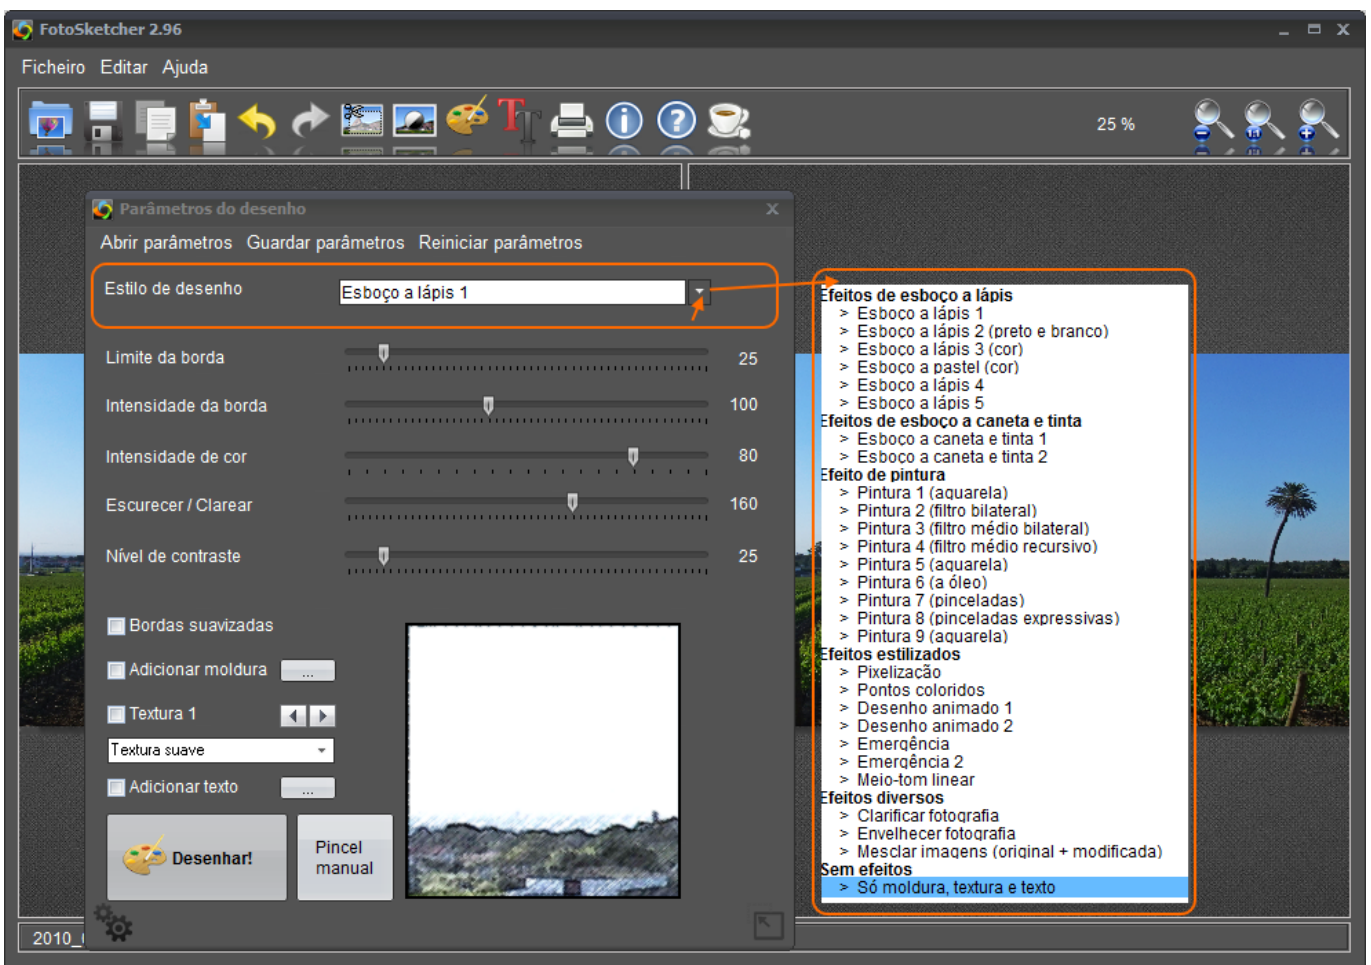 FotoSketcher 2.96
Ficheiro Editar Ajuda
25 %
Parâmetros do desenho
Abrir parâmetros Guardar parâmetros Reiniciar parâmetros
Estilo de desenho
Esboço a lápis 1
Limite da borda
25
Intensidade da borda
100
Intensidade de cor
80
Escurecer / Clarear
160
Nível de contraste
25
Bordas suavizadas
Adicionar moldura
...
Textura 1
Textura suave
Adicionar texto
...
Desenhar!
Pincel
manual
Efeitos de esboço a lápis
> Esboço a lápis 1
> Esboço a lápis 2 (preto e branco)
> Esboço a lápis 3 (cor)
> Esboço a pastel (cor)
> Esboço a lápis 4
> Esboço a lápis 5
Efeitos de esboço a caneta e tinta
> Esboço a caneta e tinta 1
> Esboço a caneta e tinta 2
Efeito de pintura
> Pintura 1 (aquarela)
> Pintura 2 (filtro bilateral)
> Pintura 3 (filtro médio bilateral)
> Pintura 4 (filtro médio recursivo)
> Pintura 5 (aquarela)
> Pintura 6 (a óleo)
> Pintura 7 (pinceladas)
> Pintura 8 (pinceladas expressivas)
> Pintura 9 (aquarela)
Efeitos estilizados
> Pixelização
> Pontos coloridos
> Desenho animado 1
> Desenho animado 2
> Emergência
> Emergência 2
> Meio-tom linear
Efeitos diversos
> Clarificar fotografia
> Envelhecer fotografia
> Mesclar imagens (original + modificada)
Sem efeitos
> Só moldura, textura e texto
2010_